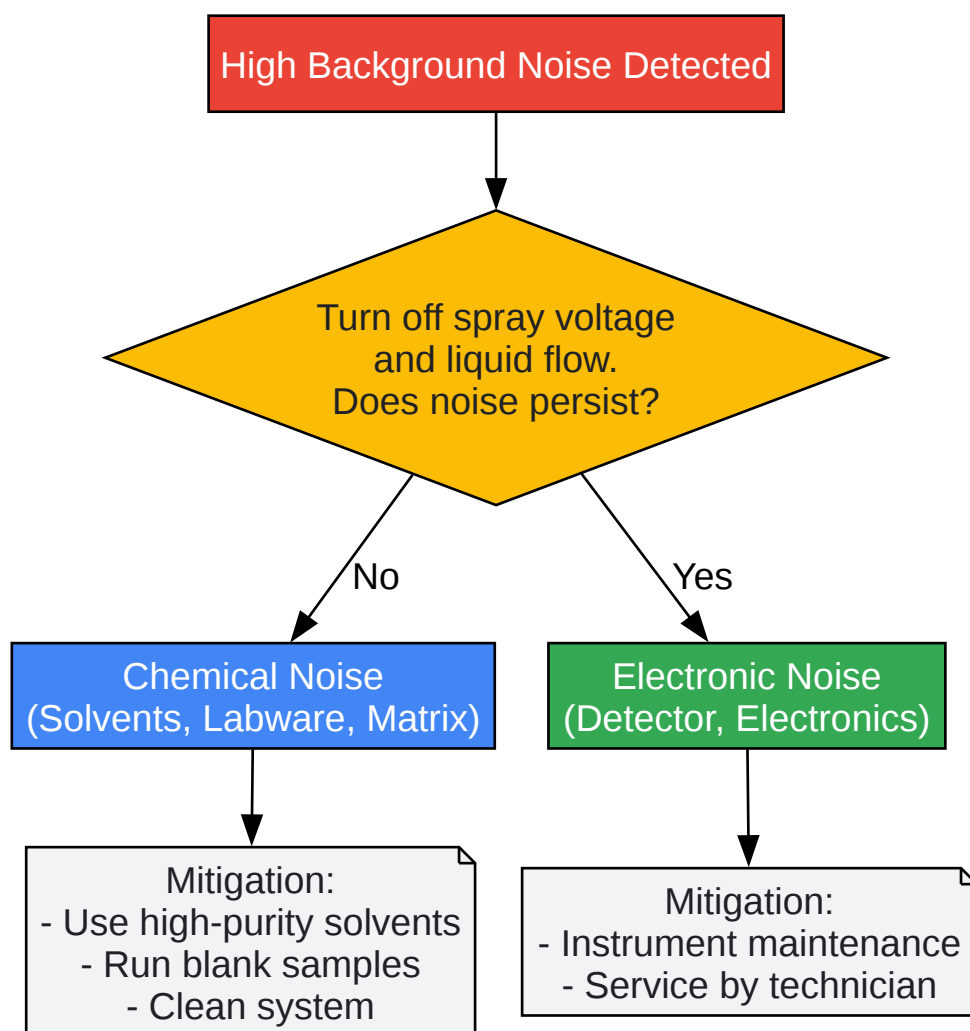 High Background Noise Detected
Turn off spray voltage
and liquid flow.
Does noise persist?
No
Yes
Chemical Noise
(Solvents, Labware, Matrix)
Electronic Noise
(Detector, Electronics)
Mitigation:
- Use high-purity solvents
- Run blank samples
- Clean system
Mitigation:
- Instrument maintenance
- Service by technician